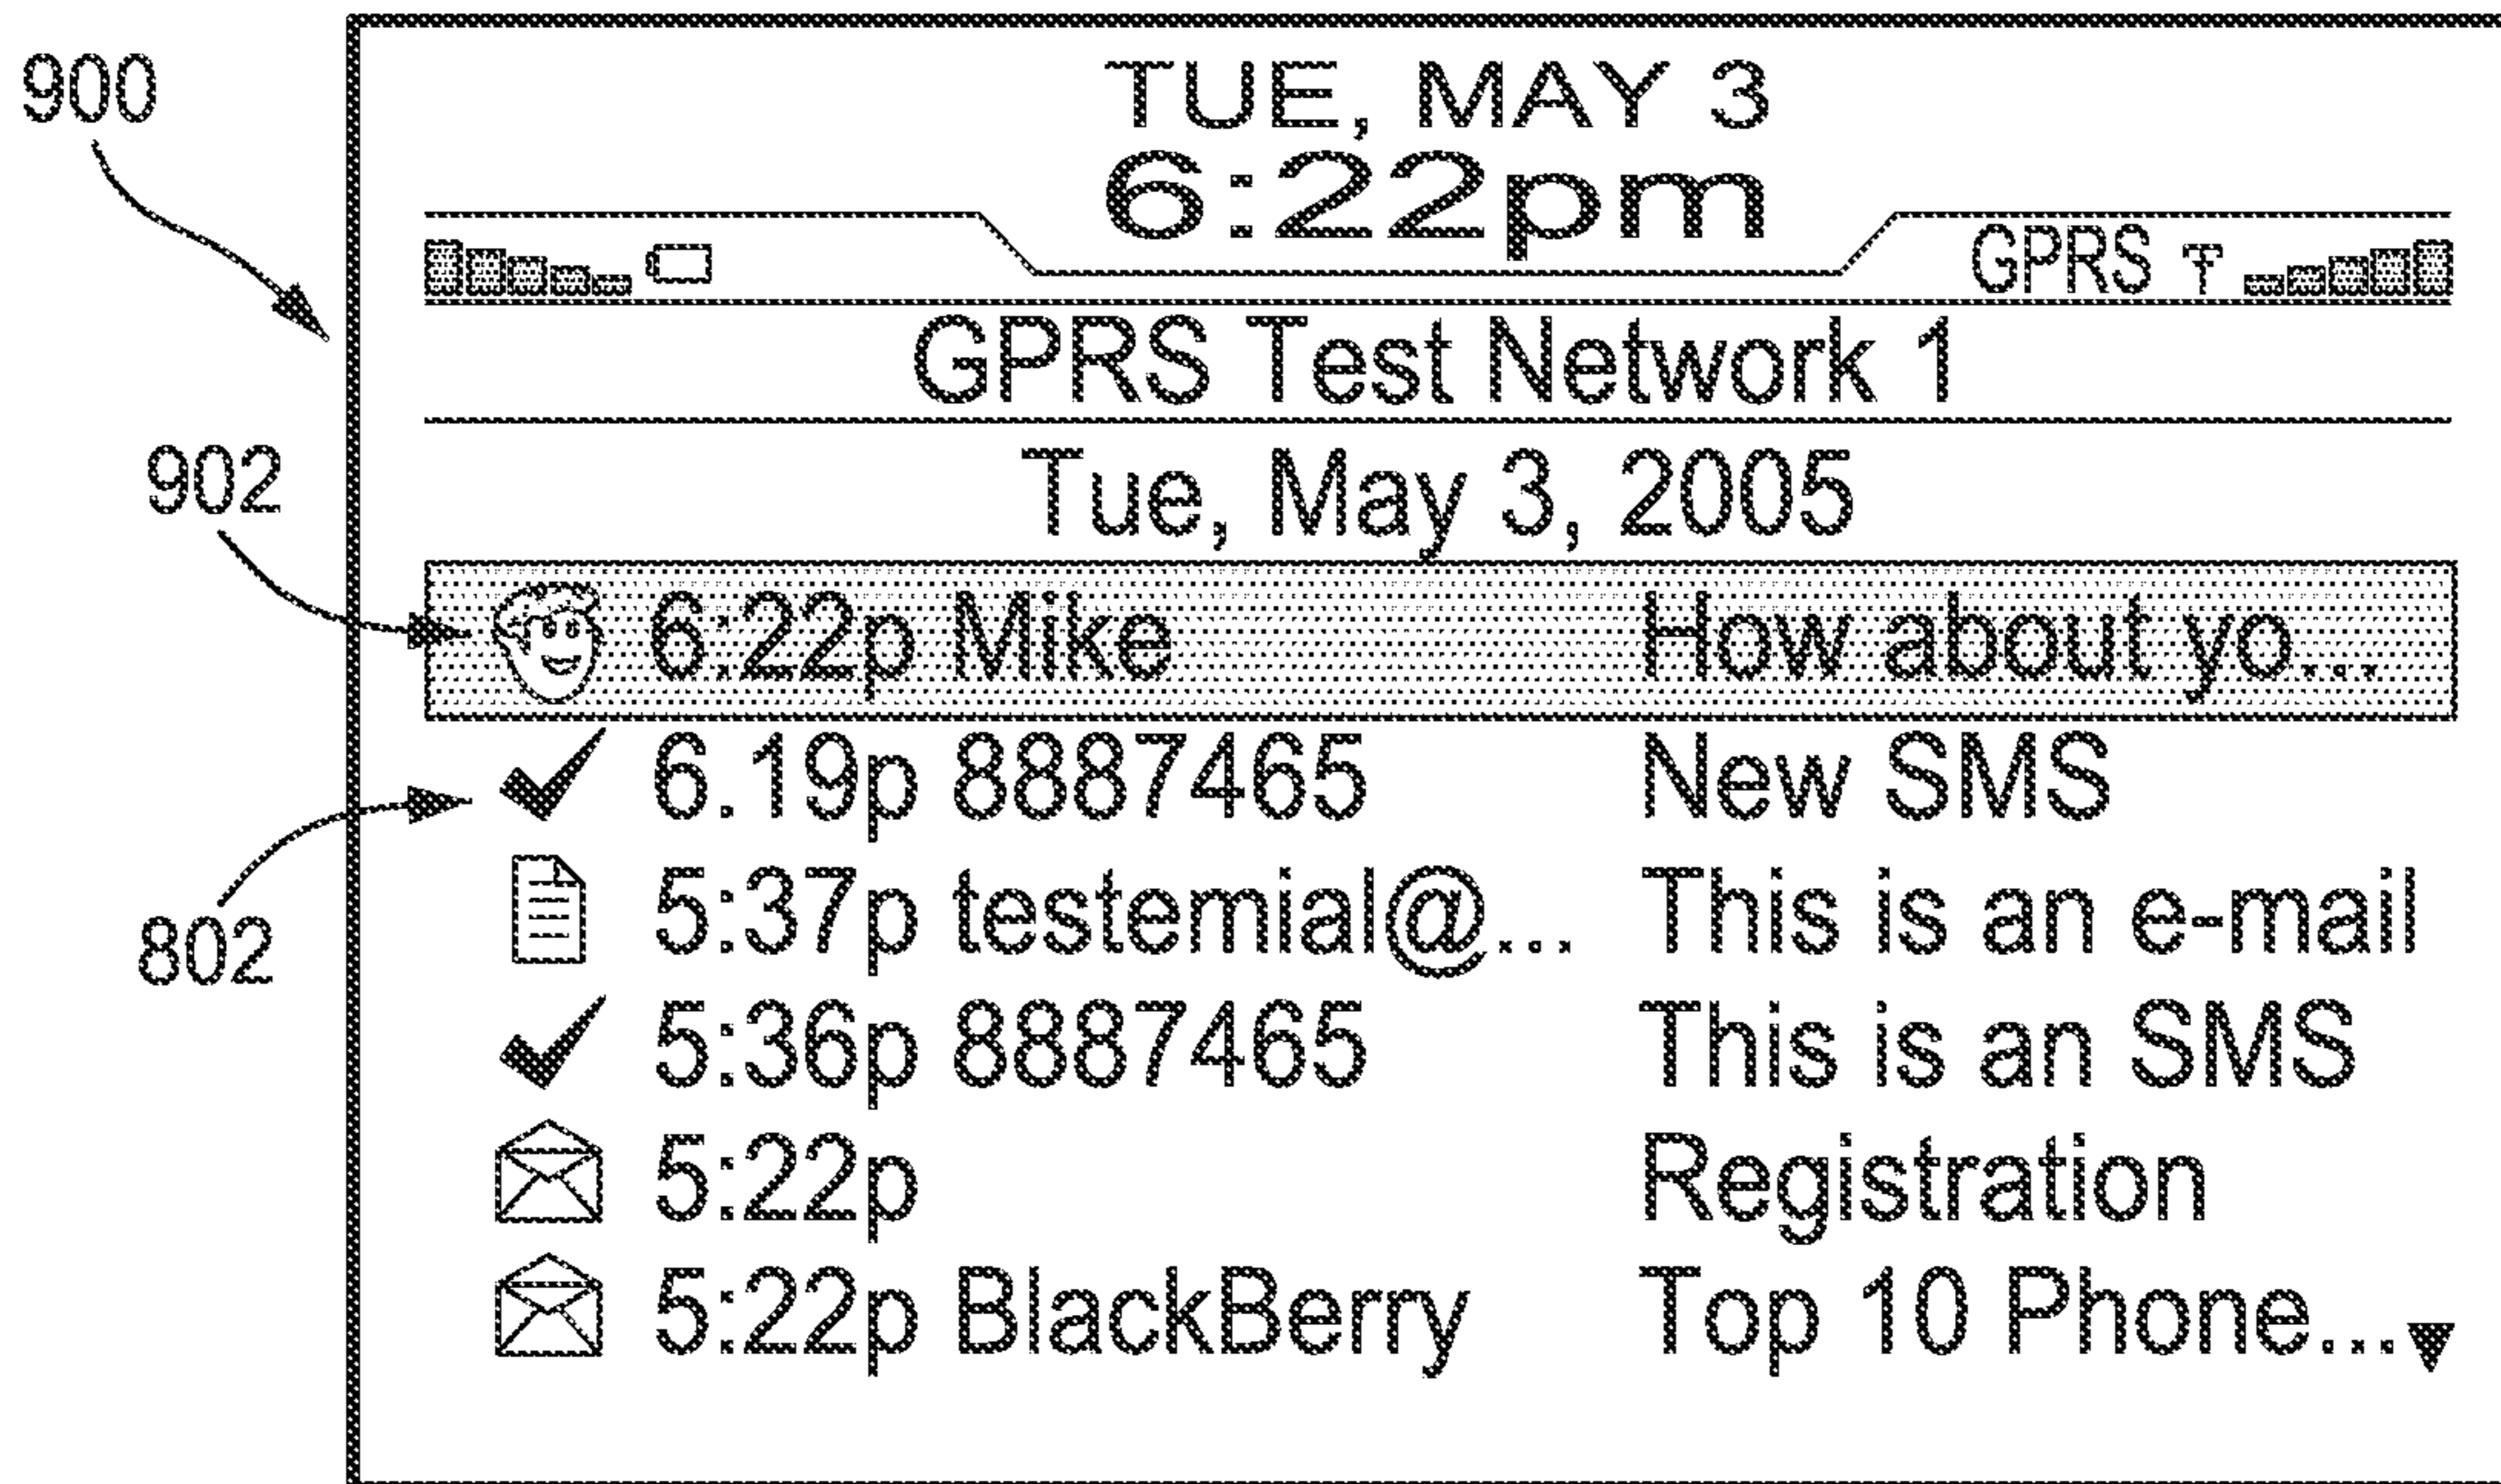 900
TUE, MAY 3
6:22pm
GPRS
GPRS Test Network 1
902
Tue, May 3, 2005
6:22p Mike How about yo...
6.19p 8887465 New SMS
802
5:37p testemial@... This is an e-mail
5:36p 8887465 This is an SMS
5:22p Registration
5:22p BlackBerry Top 10 Phone...